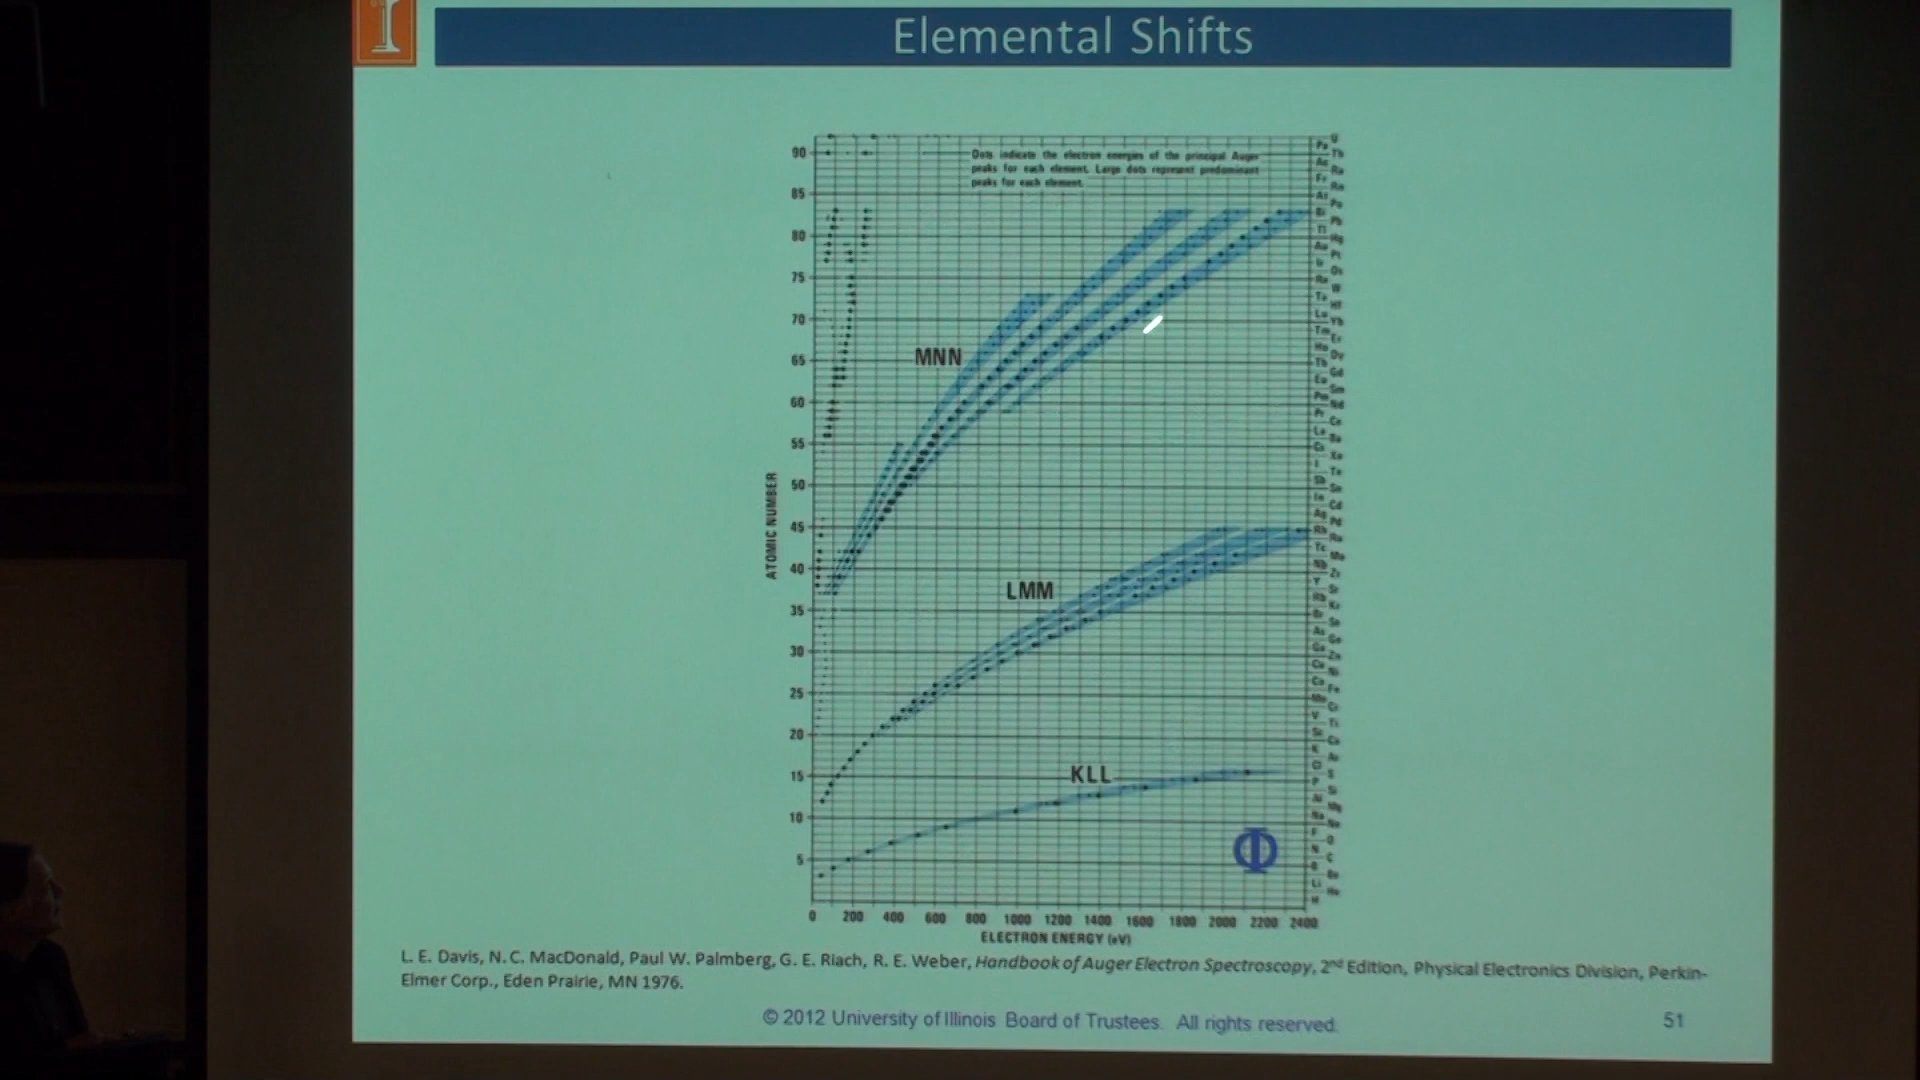 Elemental Shifts
Dots indicate the electron energies of the principal Auger
peaks for each element. Large dots represent predominant
peaks for each element.
90
85
80
75
70
65
60
55
50
45
40
35
30
25
20
15
10
5
MNN
LMM
KLL
Φ
ATOMIC NUMBER
0 200 400 600 800 1000 1200 1400 1600 1800 2000 2200 2400
ELECTRON ENERGY (eV)
L. E. Davis, N. C. MacDonald, Paul W. Palmberg, G. E. Riach, R. E. Weber, Handbook of Auger Electron Spectroscopy, 2nd Edition, Physical Electronics Division, Perkin-
Elmer Corp., Eden Prairie, MN 1976.
© 2012 University of Illinois Board of Trustees. All rights reserved.
51